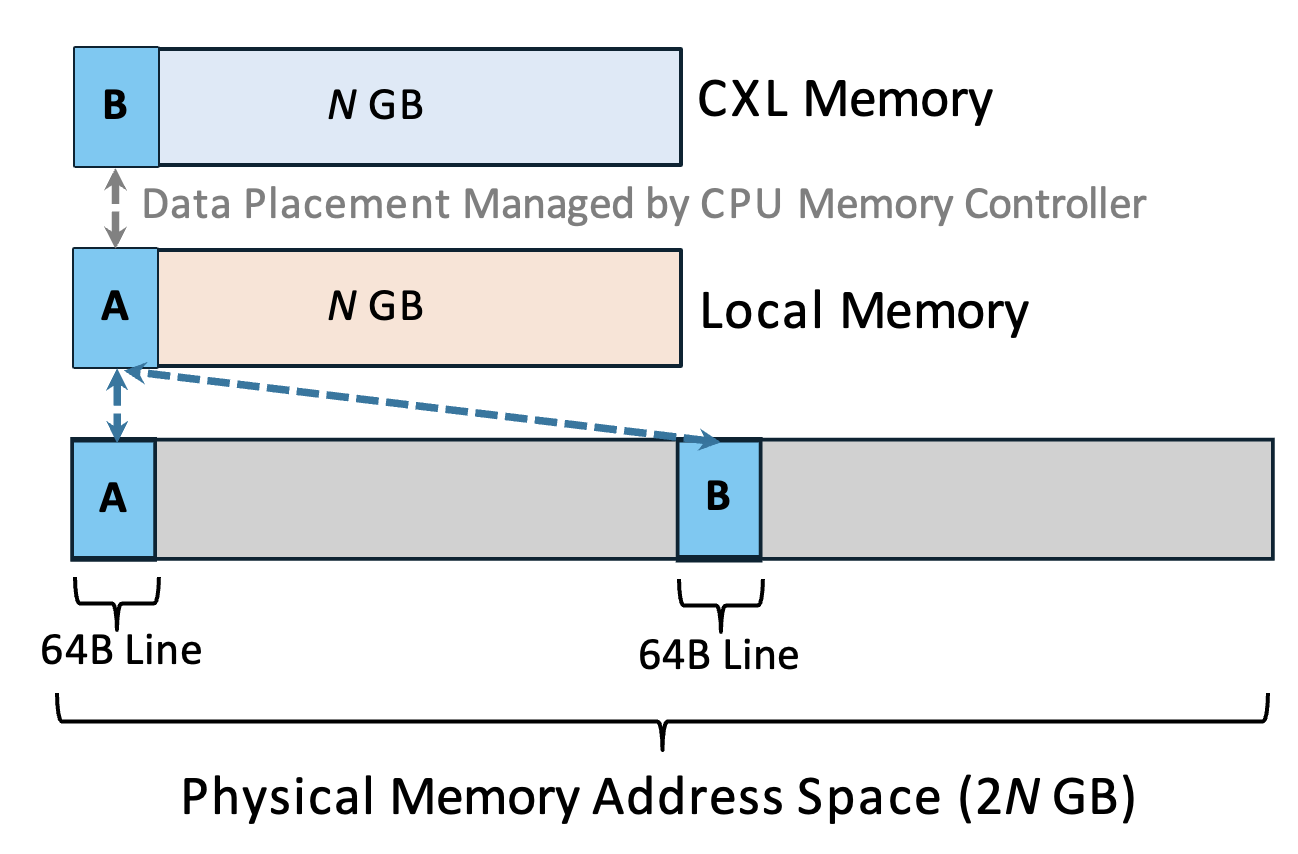 B
N GB
CXL Memory
Data Placement Managed by CPU Memory Controller
A
N GB
Local Memory
A
B
64B Line
64B Line
Physical Memory Address Space (2N GB)